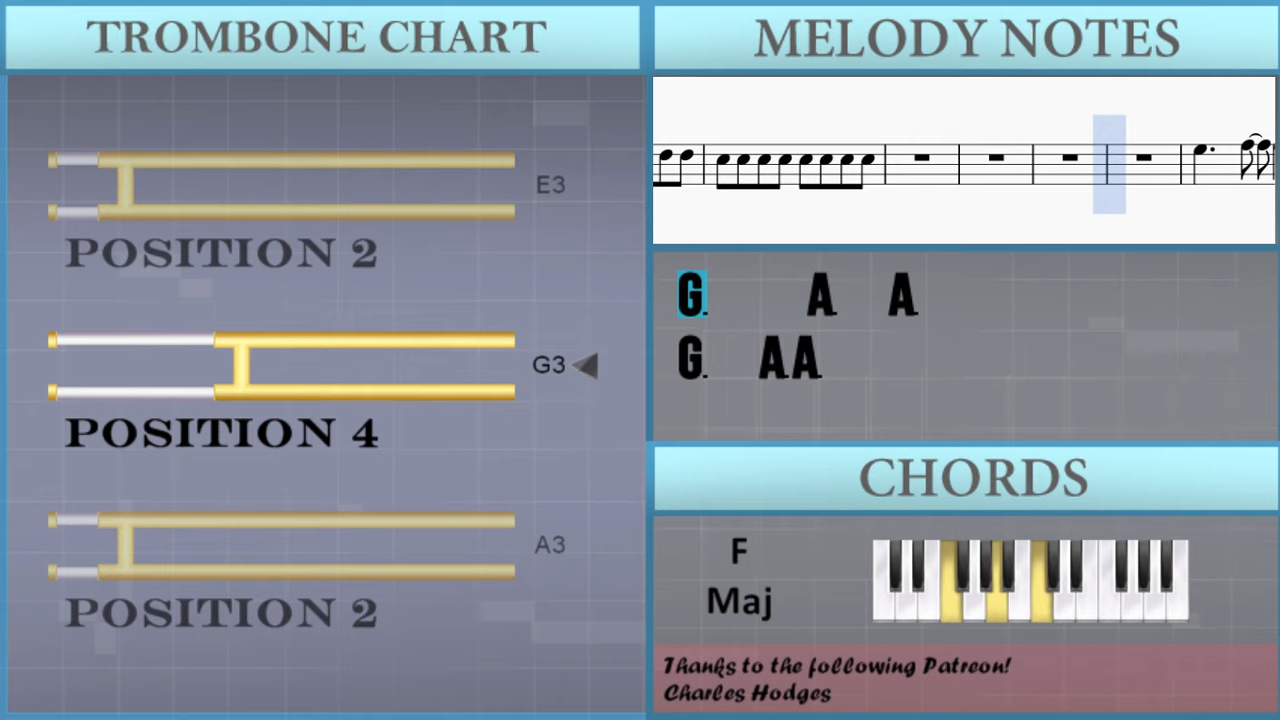 TROMBONE CHART
E3
POSITION 2
G3
POSITION 4
A3
POSITION 2
MELODY NOTES
G. A. A.
G. A.A.
CHORDS
F
Maj
Thanks to the following Patreon!
Charles Hodges